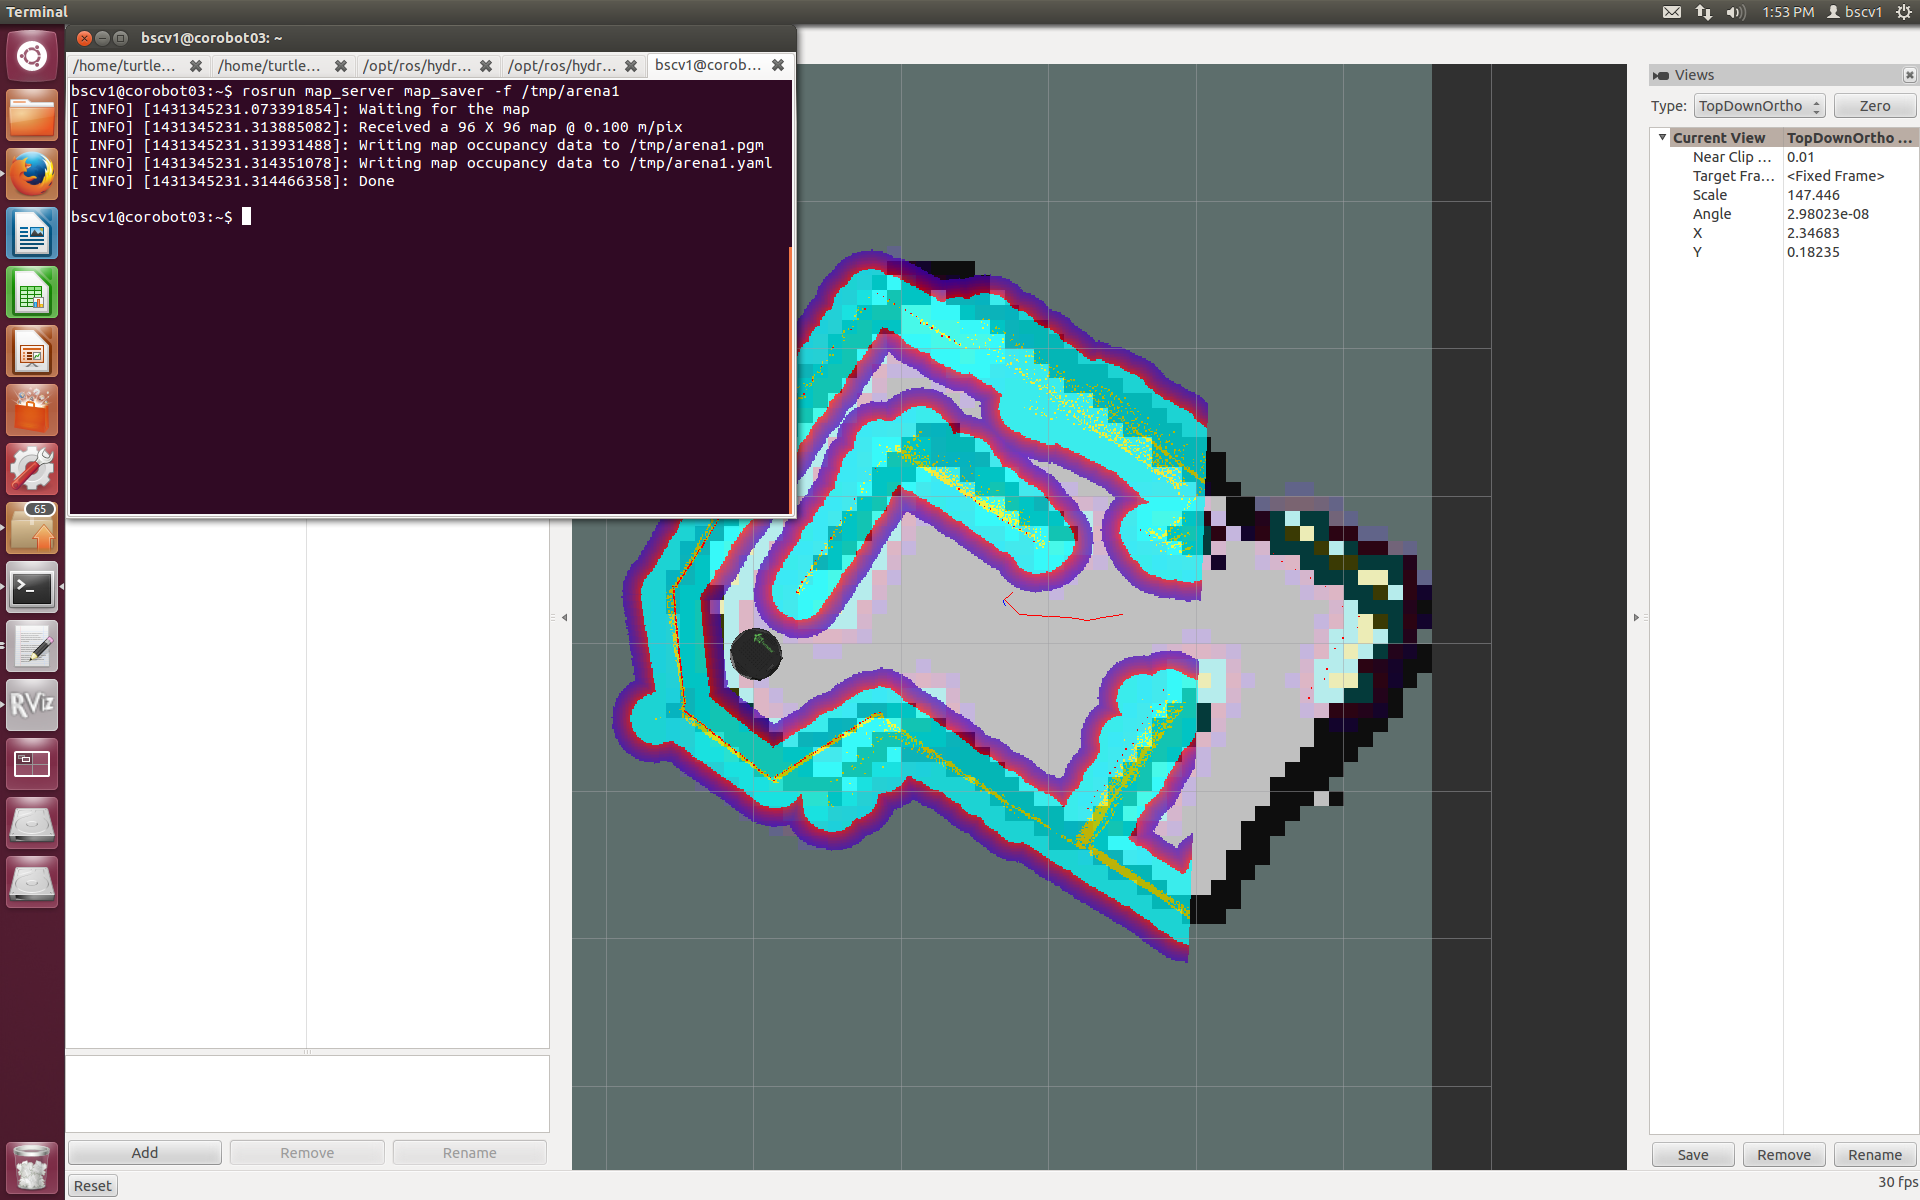 Terminal
1:53 PM
bscv1
bscv1@corobot03: ~
/home/turtle...
/home/turtle...
/opt/ros/hydr...
/opt/ros/hydr...
bscv1@corob...
bscv1@corobot03:~$ rosrun map_server map_saver -f /tmp/arena1
[ INFO] [1431345231.073391854]: Waiting for the map
[ INFO] [1431345231.313885082]: Received a 96 X 96 map @ 0.100 m/pix
[ INFO] [1431345231.313931488]: Writing map occupancy data to /tmp/arena1.pgm
[ INFO] [1431345231.314351078]: Writing map occupancy data to /tmp/arena1.yaml
[ INFO] [1431345231.314466358]: Done
bscv1@corobot03:~$
65
RViz
Views
Type: TopDownOrtho
Zero
Current View TopDownOrtho ...
Near Clip ... 0.01
Target Fra... <Fixed Frame>
Scale 147.446
Angle 2.98023e-08
X 2.34683
Y 0.18235
Add
Remove
Rename
Save
Remove
Rename
Reset
30 fps